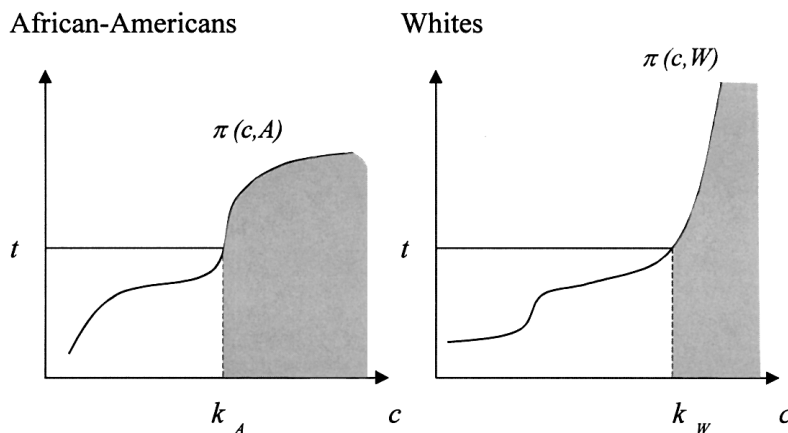 African-Americans
Whites
π (c,W)
π (c,A)
t
t
k A
c
k W
c